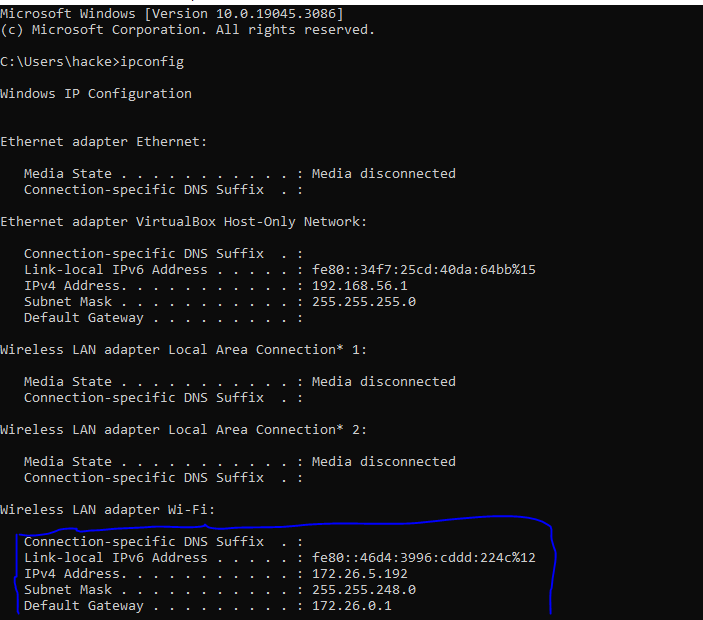 Microsoft Windows [Version 10.0.19045.3086]
(c) Microsoft Corporation. All rights reserved.
C:\Users\hacke>ipconfig
Windows IP Configuration
Ethernet adapter Ethernet:
Media State . . . . . . . . . . . : Media disconnected
Connection-specific DNS Suffix  . :
Ethernet adapter VirtualBox Host-Only Network:
Connection-specific DNS Suffix  . :
Link-local IPv6 Address . . . . . : fe80::34f7:25cd:40da:64bb%15
IPv4 Address. . . . . . . . . . . : 192.168.56.1
Subnet Mask . . . . . . . . . . . : 255.255.255.0
Default Gateway . . . . . . . . . :
Wireless LAN adapter Local Area Connection* 1:
Media State . . . . . . . . . . . : Media disconnected
Connection-specific DNS Suffix  . :
Wireless LAN adapter Local Area Connection* 2:
Media State . . . . . . . . . . . : Media disconnected
Connection-specific DNS Suffix  . :
Wireless LAN adapter Wi-Fi:
Connection-specific DNS Suffix  . :
Link-local IPv6 Address . . . . . : fe80::46d4:3996:cddd:224c%12
IPv4 Address. . . . . . . . . . . : 172.26.5.192
Subnet Mask . . . . . . . . . . . : 255.255.248.0
Default Gateway . . . . . . . . . : 172.26.0.1